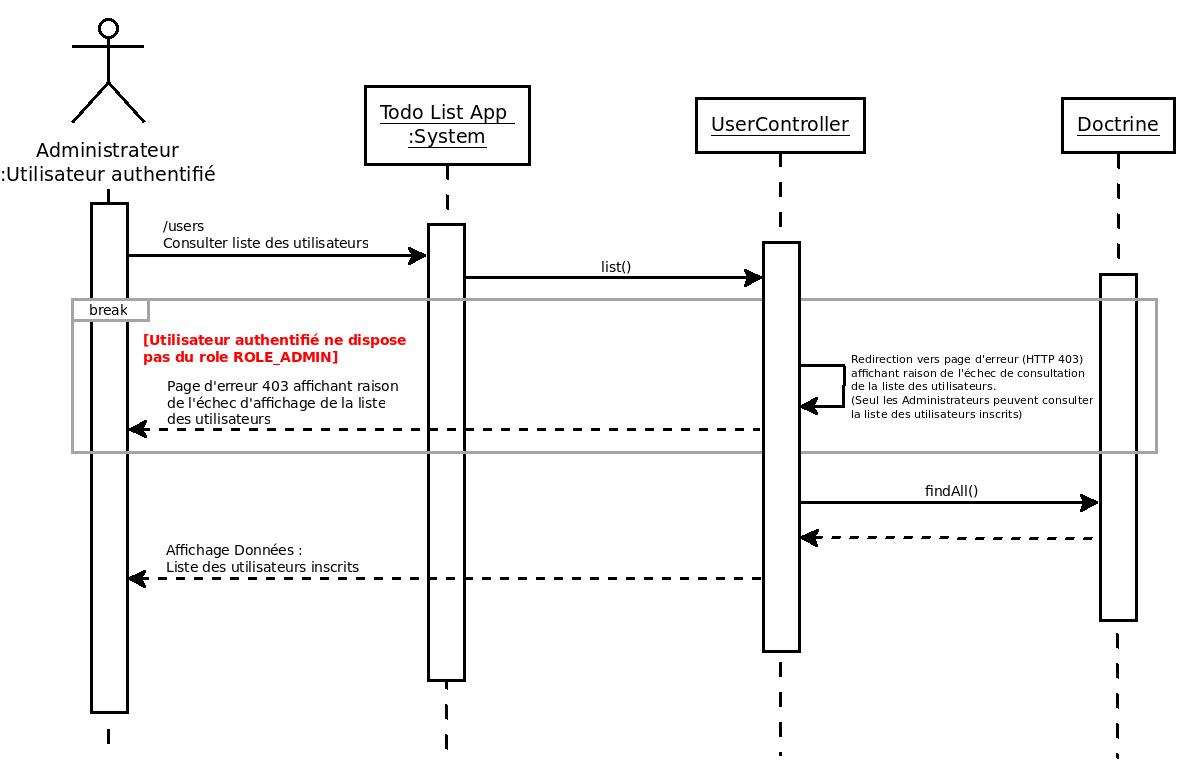 Administrateur
:Utilisateur authentifié
Todo List App
:System
UserController
Doctrine
/users
Consulter liste des utilisateurs
list()
break
[Utilisateur authentifié ne dispose
pas du role ROLE_ADMIN]
Redirection vers page d'erreur (HTTP 403)
affichant raison de l'échec de consultation
de la liste des utilisateurs.
(Seul les Administrateurs peuvent consulter
la liste des utilisateurs inscrits)
Page d'erreur 403 affichant raison
de l'échec d'affichage de la liste
des utilisateurs
findAll()
Affichage Données :
Liste des utilisateurs inscrits